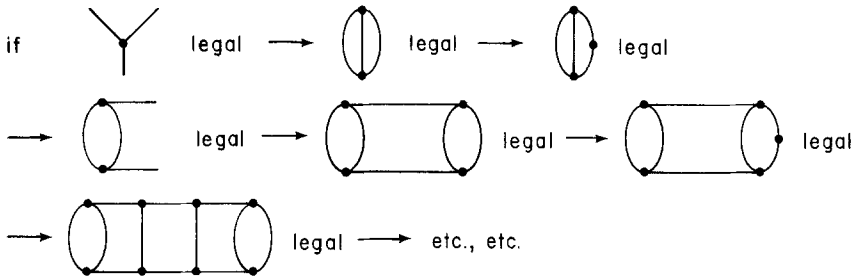 if legal → legal → legal
→ legal → legal → legal
→ legal → etc., etc.